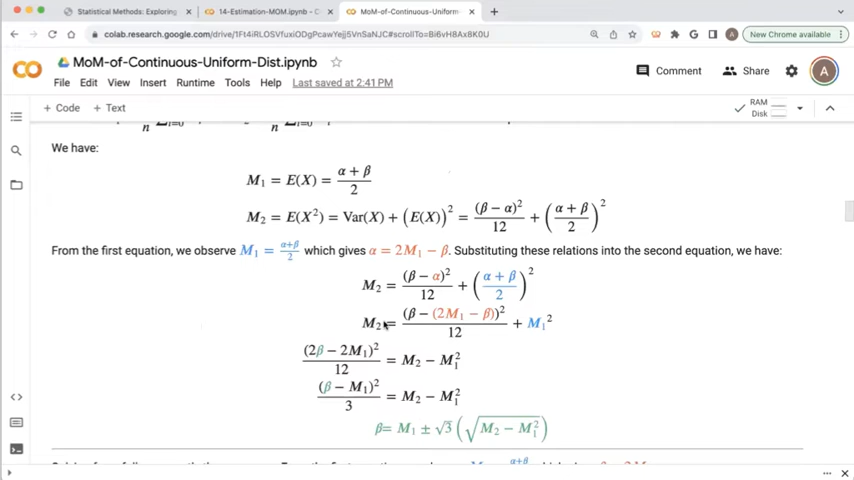 Statistical Methods: Exploring
14-Estimation-MOM.ipynb - C
MoM-of-Continuous-Uniform-
colab.research.google.com/drive/1Ft4iRLOSVfuxiODgPcawYejj5VnSaNJC#scrollTo=Bi6vH8Ax8K0U
New Chrome available
MoM-of-Continuous-Uniform-Dist.ipynb
Comment Share A
File Edit View Insert Runtime Tools Help Last saved at 2:41 PM
+ Code + Text RAM Disk
We have:
M₁ = E(X) = (α + β)/2
M₂ = E(X²) = Var(X) + (E(X))² = (β − α)²/12 + ((α + β)/2)²
From the first equation, we observe M₁ = (α+β)/2 which gives α = 2M₁ − β. Substituting these relations into the second equation, we have:
M₂ = (β − α)²/12 + ((α + β)/2)²
M₂ = (β − (2M₁ − β))²/12 + M₁²
(2β − 2M₁)²/12 = M₂ − M₁²
(β − M₁)²/3 = M₂ − M₁²
β = M₁ ± √3 (√(M₂ − M₁²))